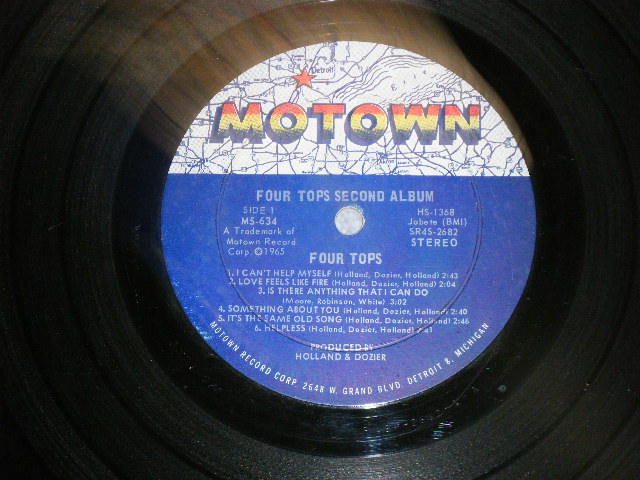 Detroit
Erie
MOTOWN
FOUR TOPS SECOND ALBUM
SIDE 1
MS-634
A Trademark of
Motown Record
Corp. ©1965
HS-1368
Jobete (BMI)
SR4S-2682
STEREO
FOUR TOPS
1. I CAN'T HELP MYSELF (Holland, Dozier, Holland) 2:43
2. LOVE FEELS LIKE FIRE (Holland, Dozier, Holland) 2:04
3. IS THERE ANYTHING THAT I CAN DO
(Moore, Robinson, White) 3:02
4. SOMETHING ABOUT YOU (Holland, Dozier, Holland) 2:40
5. IT'S THE SAME OLD SONG (Holland, Dozier, Holland) 2:46
6. HELPLESS (Holland, Dozier, Holland)
PRODUCED BY
HOLLAND & DOZIER
MOTOWN RECORD CORP. 2648 W. GRAND BLVD. DETROIT 8, MICHIGAN